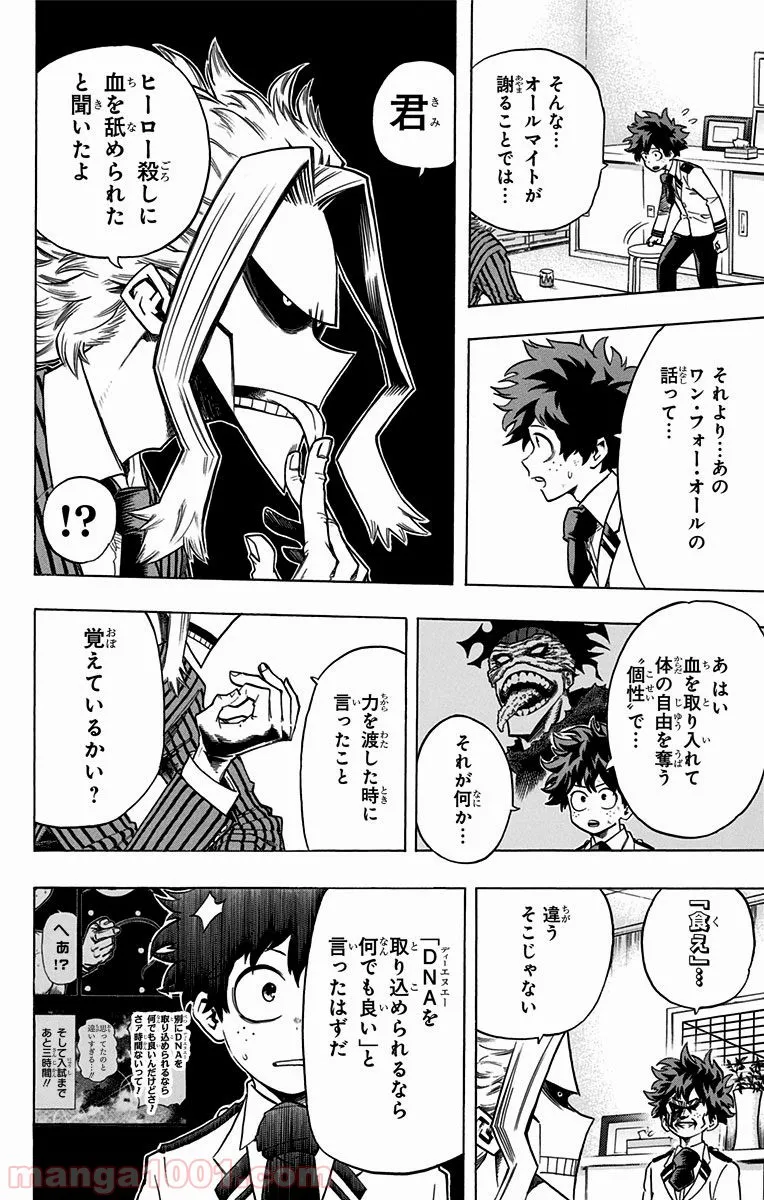 そんな…
オールマイトが
謝ることでは…
それより…あの
ワン・フォー・オールの
話って…
君
ヒーロー殺しに
血を舐められた
と聞いたよ
!?
あ はい
血を取り入れて
体の自由を奪う
〝個性〟で…
それが何か…
力を渡した時に
言ったこと
覚えているかい？
『食え』…
違う
そこじゃない
「DNAを
取り込められるなら
何でも良い」と
言ったはずだ
別にDNAを
取り込められるなら
何でも良いんだけどさ！
さァ時間ないって！
思ってたのと
違いすぎる…!!
へあ!?
そして入試まで
あと三時間!!
manga1001.com